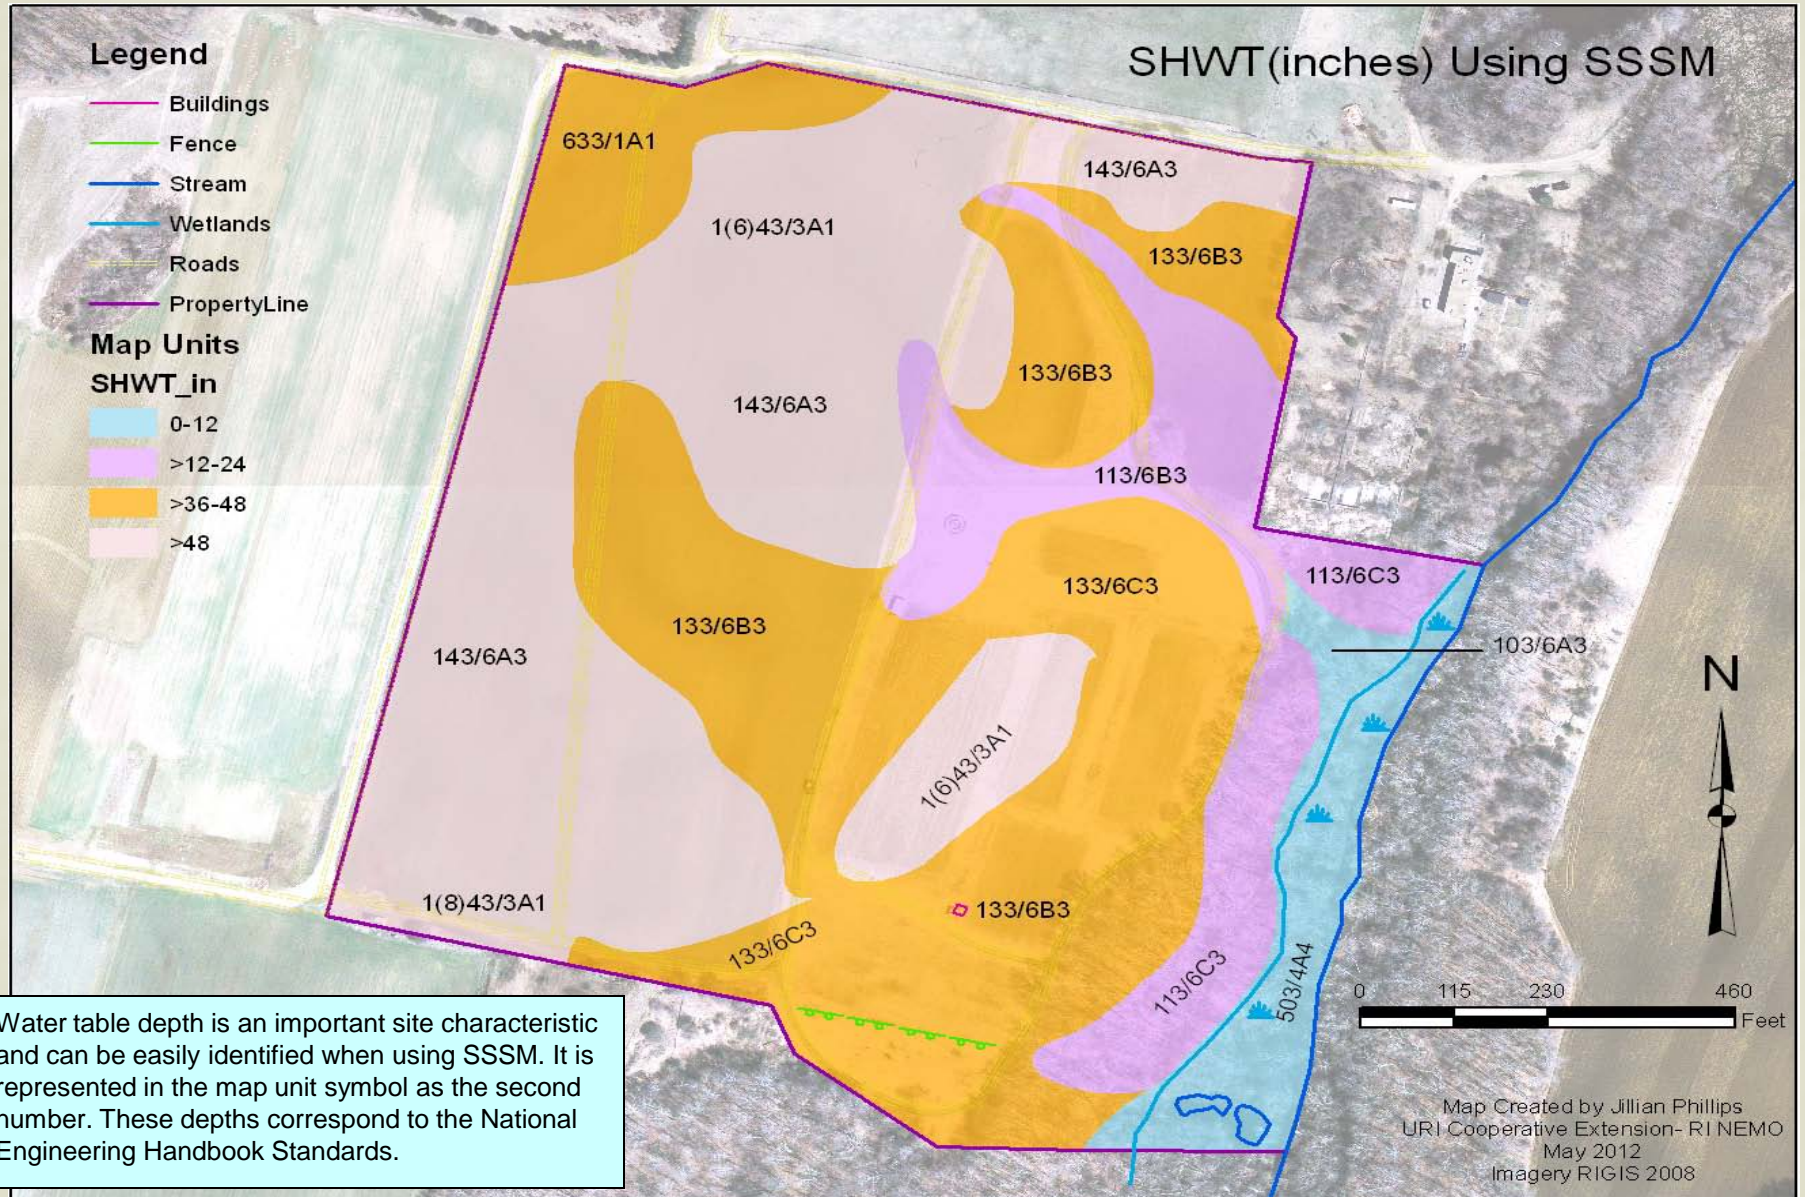 SHWT(inches) Using SSSM
Legend
Buildings
Fence
Stream
Wetlands
Roads
PropertyLine
Map Units
SHWT_in
0-12
>12-24
>36-48
>48
633/1A1
143/6A3
1(6)43/3A1
133/6B3
133/6B3
143/6A3
113/6B3
113/6C3
133/6C3
133/6B3
103/6A3
143/6A3
1(6)43/3A1
1(8)43/3A1
133/6B3
133/6C3
113/6C3
503/4A4
N
0 115 230 460
Feet
Water table depth is an important site characteristic
and can be easily identified when using SSSM. It is
represented in the map unit symbol as the second
number. These depths correspond to the National
Engineering Handbook Standards.
Map Created by Jillian Phillips
URI Cooperative Extension- RI NEMO
May 2012
Imagery RIGIS 2008